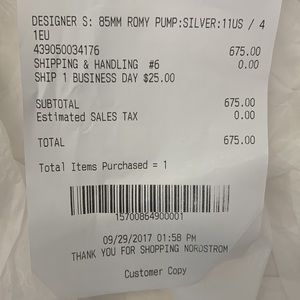 DESIGNER S: 85MM ROMY PUMP:SILVER:11US / 4
1EU
439050034176 675.00
SHIPPING & HANDLING #6 0.00
SHIP 1 BUSINESS DAY $25.00
SUBTOTAL 675.00
Estimated SALES TAX 0.00
TOTAL 675.00
Total Items Purchased = 1
15700864900001
09/29/2017 01:58 PM
THANK YOU FOR SHOPPING NORDSTROM
Customer Copy